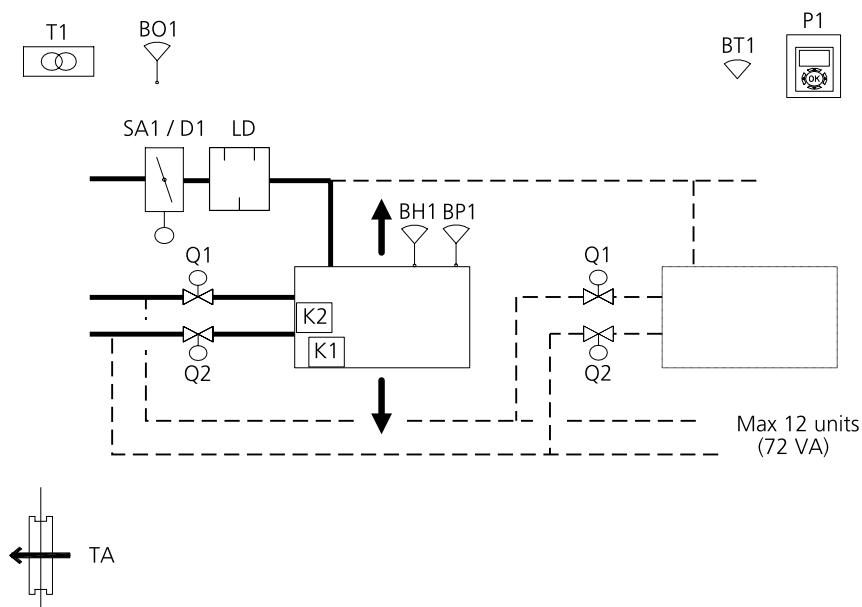 T1
BO1
BT1
P1
OK
SA1 / D1
LD
BH1
BP1
Q1
Q1
K2
K1
Q2
Q2
Max 12 units
(72 VA)
TA